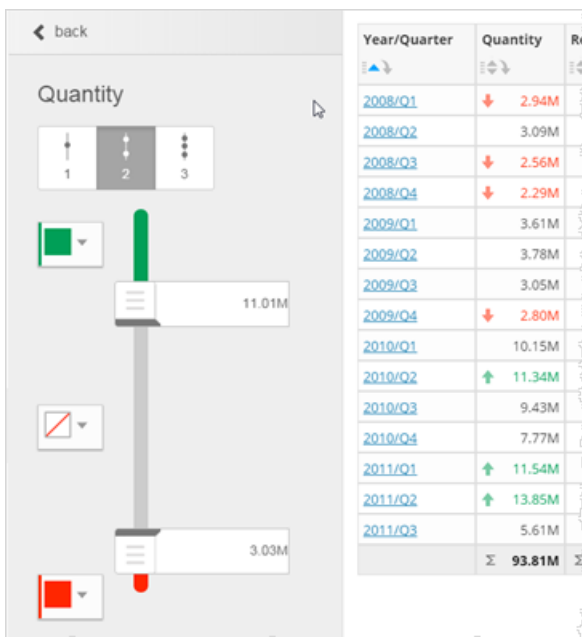 back
Quantity
1 2 3
11.01M
3.03M
Year/Quarter Quantity
2008/Q1 2.94M
2008/Q2 3.09M
2008/Q3 2.56M
2008/Q4 2.29M
2009/Q1 3.61M
2009/Q2 3.78M
2009/Q3 3.05M
2009/Q4 2.80M
2010/Q1 10.15M
2010/Q2 11.34M
2010/Q3 9.43M
2010/Q4 7.77M
2011/Q1 11.54M
2011/Q2 13.85M
2011/Q3 5.61M
Σ 93.81M Σ